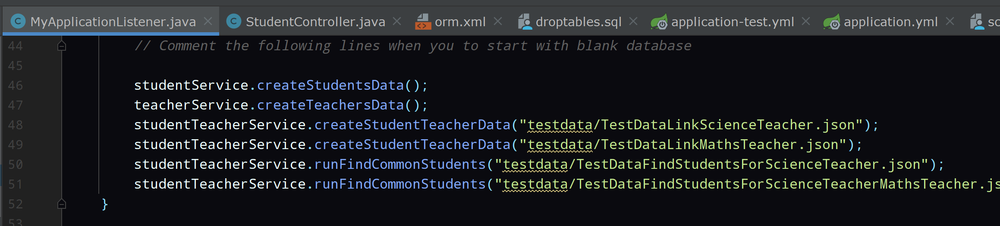 MyApplicationListener.java StudentController.java orm.xml droptables.sql application-test.yml application.yml
44 // Comment the following lines when you to start with blank database
45
46 studentService.createStudentsData();
47 teacherService.createTeachersData();
48 studentTeacherService.createStudentTeacherData("testdata/TestDataLinkScienceTeacher.json");
49 studentTeacherService.createStudentTeacherData("testdata/TestDataLinkMathsTeacher.json");
50 studentTeacherService.runFindCommonStudents("testdata/TestDataFindStudentsForScienceTeacher.json");
51 studentTeacherService.runFindCommonStudents("testdata/TestDataFindStudentsForScienceTeacherMathsTeacher.js
52 }
53